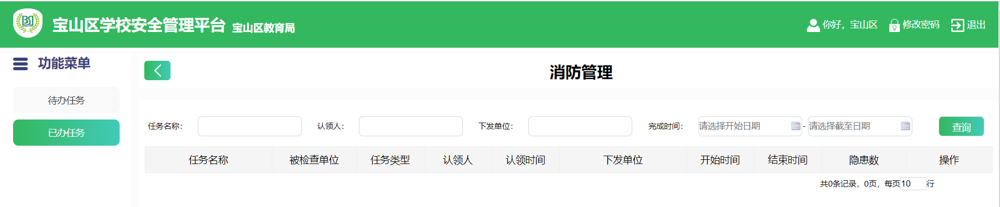 BSI
宝山区学校安全管理平台 宝山区教育局
你好，宝山区 修改密码 退出
功能菜单
待办任务
已办任务
消防管理
任务名称： 认领人： 下发单位： 完成时间： 请选择开始日期 - 请选择截至日期 查询
任务名称 被检查单位 任务类型 认领人 认领时间 下发单位 开始时间 结束时间 隐患数 操作
共0条记录，0页，每页10行